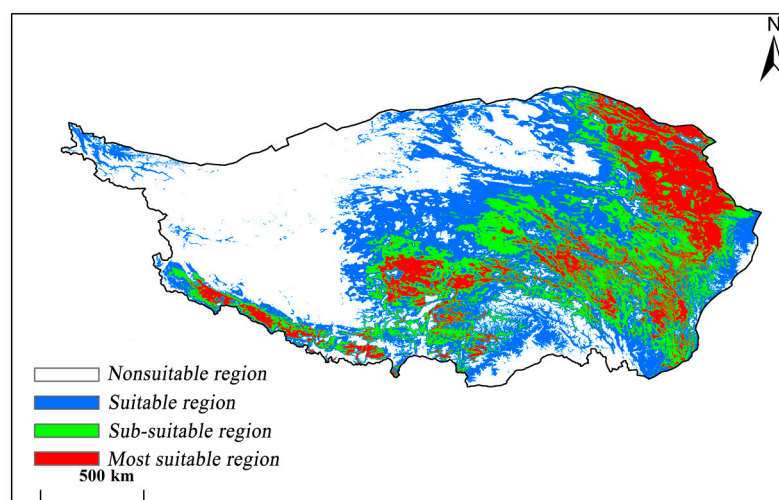 N
Nonsuitable region
Suitable region
Sub-suitable region
Most suitable region
500 km